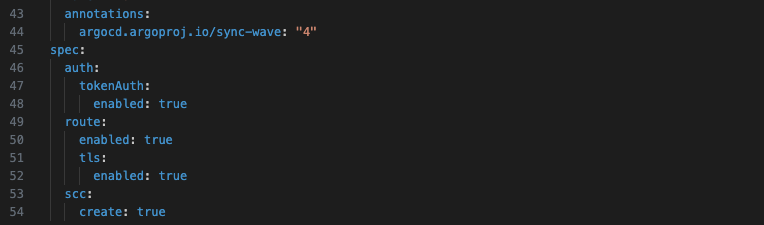 43 annotations:
44 argocd.argoproj.io/sync-wave: "4"
45 spec:
46 auth:
47 tokenAuth:
48 enabled: true
49 route:
50 enabled: true
51 tls:
52 enabled: true
53 scc:
54 create: true